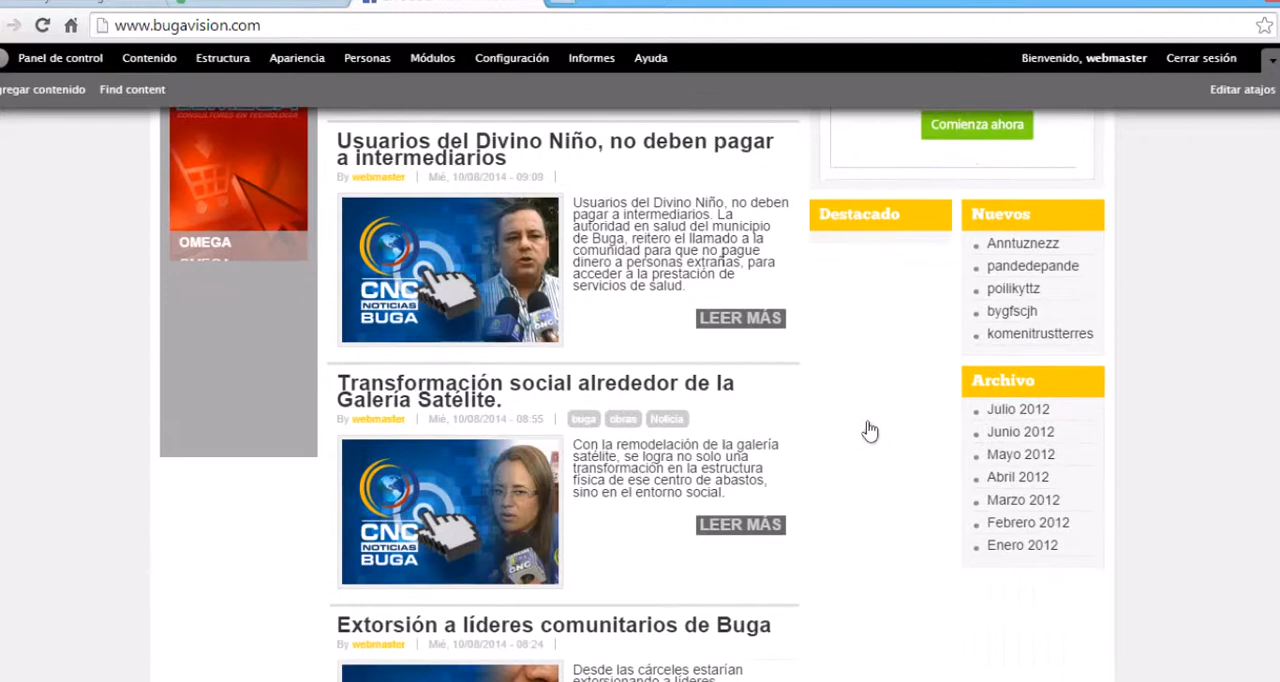 www.bugavision.com
Panel de control Contenido Estructura Apariencia Personas Módulos Configuración Informes Ayuda Bienvenido, webmaster Cerrar sesión
gregar contenido Find content Editar atajos
CONSULTORES EN TECNOLOGIA
OMEGA
Usuarios del Divino Niño, no deben pagar
a intermediarios
By webmaster | Mié, 10/08/2014 - 09:09 |
CNC
NOTICIAS
BUGA
CNC
Usuarios del Divino Niño, no deben
pagar a intermediarios. La
autoridad en salud del municipio
de Buga, reitero el llamado a la
comunidad para que no pague
dinero a personas extrañas, para
acceder a la prestación de
servicios de salud.
LEER MÁS
Transformación social alrededor de la
Galería Satélite.
By webmaster | Mié, 10/08/2014 - 08:55 | buga obras Noticia
CNC
NOTICIAS
BUGA
CNC
Con la remodelación de la galería
satélite, se logra no solo una
transformación en la estructura
física de ese centro de abastos,
sino en el entorno social.
LEER MÁS
Extorsión a líderes comunitarios de Buga
By webmaster | Mié, 10/08/2014 - 08:24 |
Desde las cárceles estarían
extorsionando a líderes
Comienza ahora
Destacado
Nuevos
Anntuznezz
pandedepande
poilikyttz
bygfscjh
komenitrustterres
Archivo
Julio 2012
Junio 2012
Mayo 2012
Abril 2012
Marzo 2012
Febrero 2012
Enero 2012